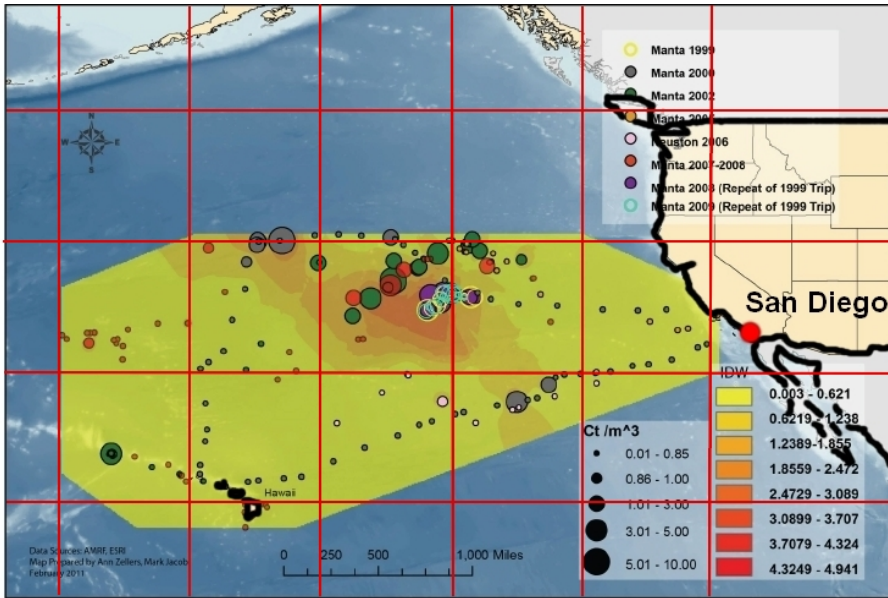 Manta 1999
Manta 2000
Manta 2002
Neuston 2006
Manta 2007-2008
Manta 2008 (Repeat of 1999 Trip)
Manta 2009 (Repeat of 1999 Trip)
N
W E
S
San Diego
IDW
0.003 - 0.621
0.6219 - 1.238
1.2389 - 1.855
1.8559 - 2.472
2.4729 - 3.089
3.0899 - 3.707
3.7079 - 4.324
4.3249 - 4.941
Ct /m^3
0.01 - 0.85
0.86 - 1.00
1.01 - 3.00
3.01 - 5.00
5.01 - 10.00
Hawaii
Data Sources: AMRF, ESRI
Map Prepared by Ann Zellers, Mark Jacob
February 2011
0 250 500 1,000 Miles